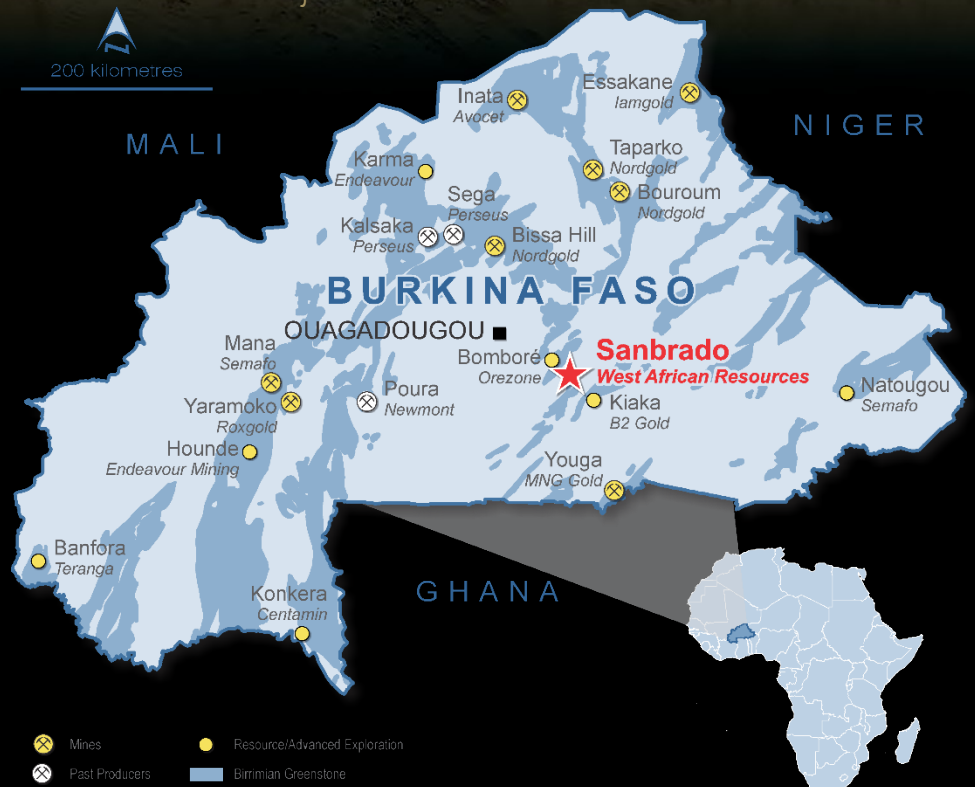 N
200 kilometres
MALI
NIGER
GHANA
BURKINA FASO
OUAGADOUGOU
Inata
Avocet
Essakane
Iamgold
Karma
Endeavour
Taparko
Nordgold
Bouroum
Nordgold
Sega
Perseus
Kalsaka
Perseus
Bissa Hill
Nordgold
Mana
Semafo
Yaramoko
Roxgold
Poura
Newmont
Bomboré
Orezone
Sanbrado
West African Resources
Kiaka
B2 Gold
Natougou
Semafo
Hounde
Endeavour Mining
Youga
MNG Gold
Banfora
Teranga
Konkera
Centamin
Mines
Resource/Advanced Exploration
Past Producers
Birrimian Greenstone